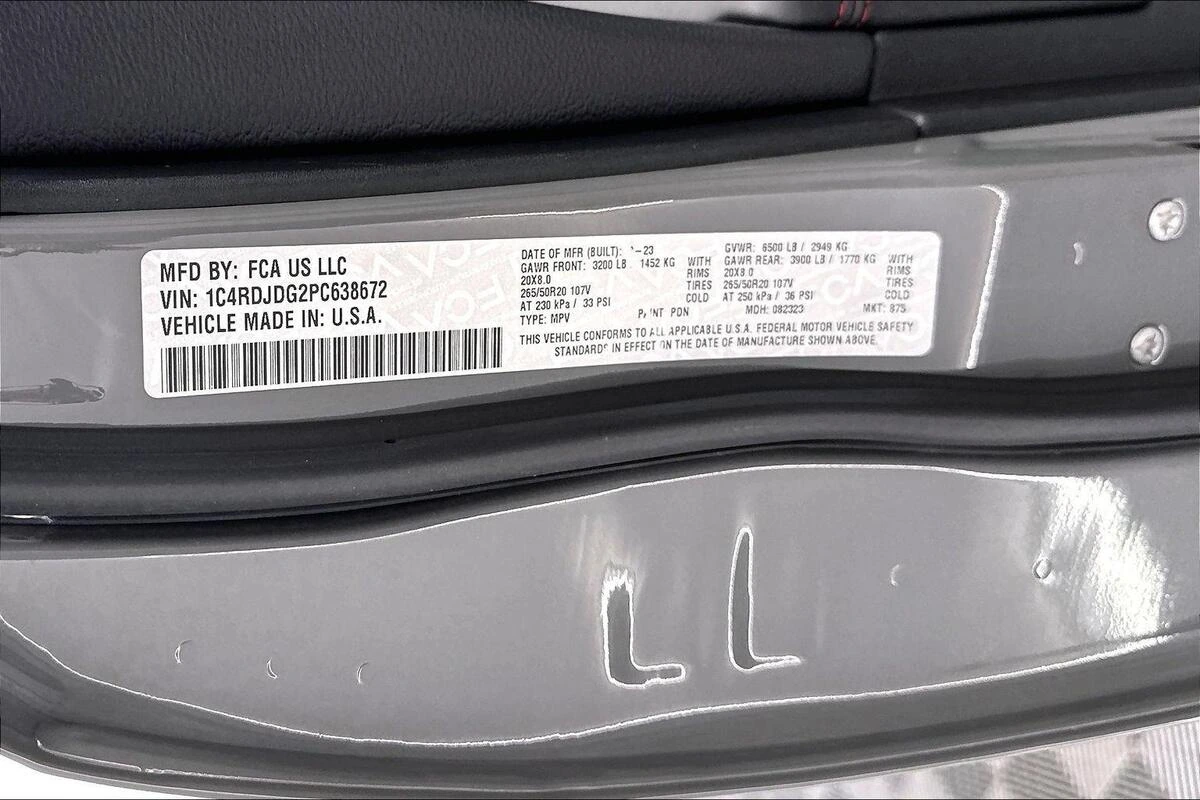 MFD BY: FCA US LLC
VIN: 1C4RDJDG2PC638672
VEHICLE MADE IN: U.S.A.
DATE OF MFR (BUILT): -23 GVWR: 6500 LB / 2949 KG
GAWR FRONT: 3200 LB 1452 KG WITH GAWR REAR: 3900 LB / 1770 KG WITH
20X8.0 RIMS 20X8.0 RIMS
265/50R20 107V TIRES 265/50R20 107V TIRES
AT 230 kPa / 33 PSI COLD AT 250 kPa / 36 PSI COLD
TYPE: MPV PDN MDH: 082323 MKT: 875
THIS VEHICLE CONFORMS TO ALL APPLICABLE U.S.A. FEDERAL MOTOR VEHICLE SAFETY
STANDARDS IN EFFECT ON THE DATE OF MANUFACTURE SHOWN ABOVE.